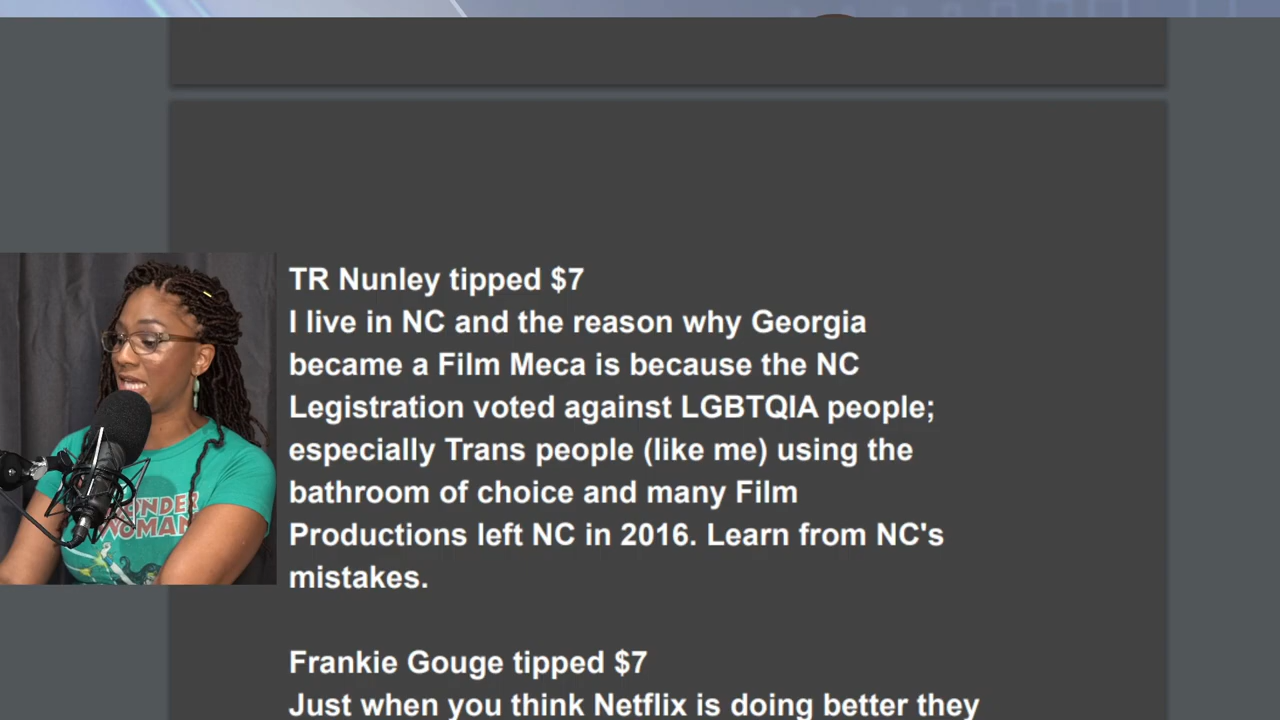 TR Nunley tipped $7
I live in NC and the reason why Georgia
became a Film Meca is because the NC
Legistration voted against LGBTQIA people;
especially Trans people (like me) using the
bathroom of choice and many Film
Productions left NC in 2016. Learn from NC's
mistakes.
Frankie Gouge tipped $7
Just when you think Netflix is doing better they
WONDER
WOMAN